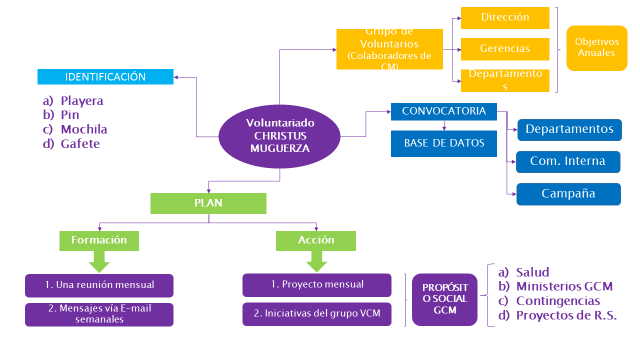 Grupo de
Voluntarios
(Colaboradores de
CM)
Dirección
Gerencias
Departamento
s
Objetivos
Anuales
IDENTIFICACIÓN
a) Playera
b) Pin
c) Mochila
d) Gafete
Voluntariado
CHRISTUS
MUGUERZA
CONVOCATORIA
BASE DE DATOS
Departamentos
Com. Interna
Campaña
PLAN
Formación
Acción
1. Una reunión mensual
2. Mensajes vía E-mail
semanales
1. Proyecto mensual
2. Iniciativas del grupo VCM
PROPÓSIT
O SOCIAL
GCM
a) Salud
b) Ministerios GCM
c) Contingencias
d) Proyectos de R.S.